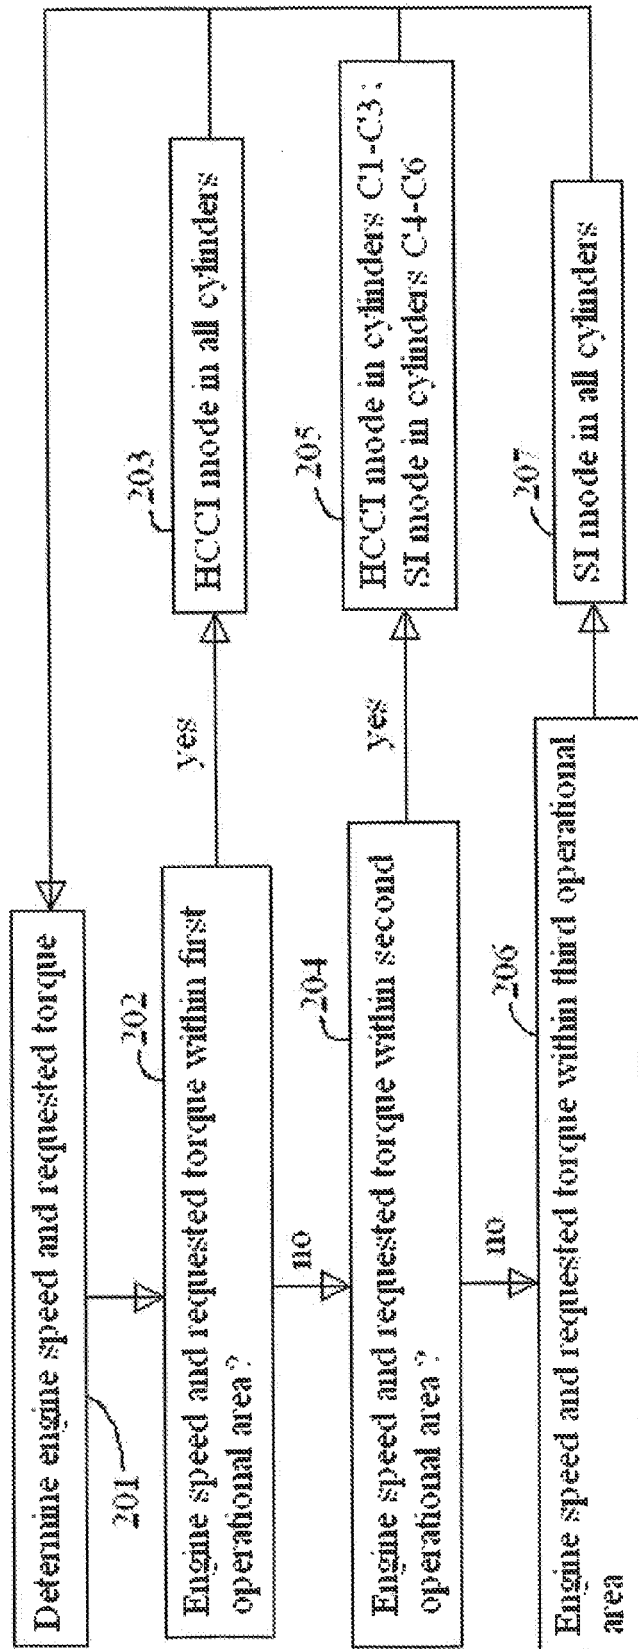 Determine engine speed and requested torque
201
Engine speed and requested torque within first
operational area?
202
yes
HCCI mode in all cylinders
203
no
Engine speed and requested torque within second
operational area?
204
yes
HCCI mode in cylinders C1-C3;
SI mode in cylinders C4-C6
205
no
Engine speed and requested torque within third operational
area
206
SI mode in all cylinders
207